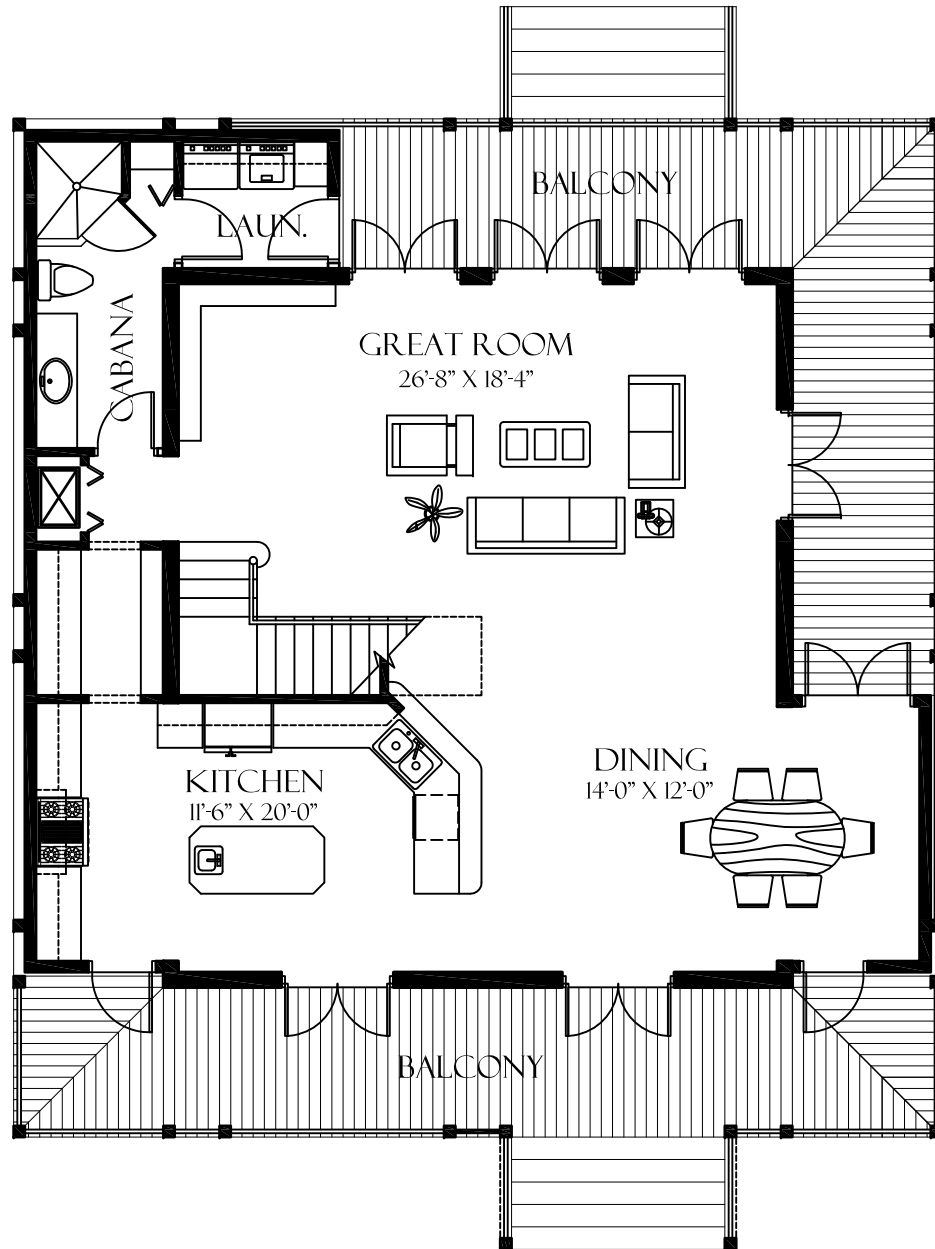 BALCONY
LAUN.
CABANA
GREAT ROOM
26'-8" X 18'-4"
DINING
14'-0" X 12'-0"
KITCHEN
11'-6" X 20'-0"
BALCONY